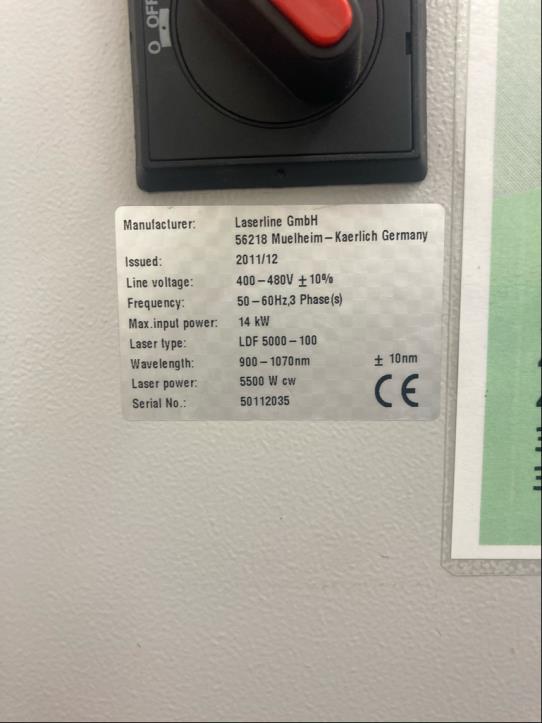 O OFF
Manufacturer: Laserline GmbH
56218 Muelheim–Kaerlich Germany
Issued: 2011/12
Line voltage: 400–480V ±10%
Frequency: 50–60Hz,3 Phase(s)
Max.input power: 14 kW
Laser type: LDF 5000–100
Wavelength: 900–1070nm ± 10nm
Laser power: 5500 W cw
Serial No.: 50112035
CE